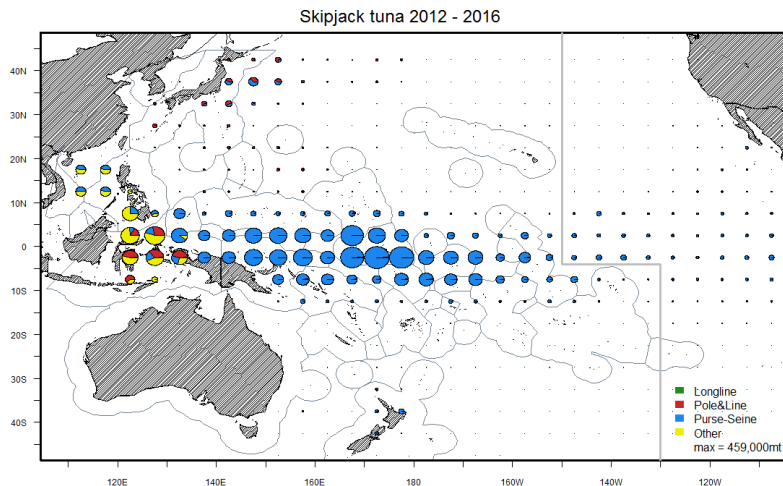 Skipjack tuna 2012 - 2016
40N
30N
20N
10N
0
10S
20S
30S
40S
Longline
Pole&Line
Purse-Seine
Other
max = 459,000mt
120E
140E
160E
180
160W
140W
120W